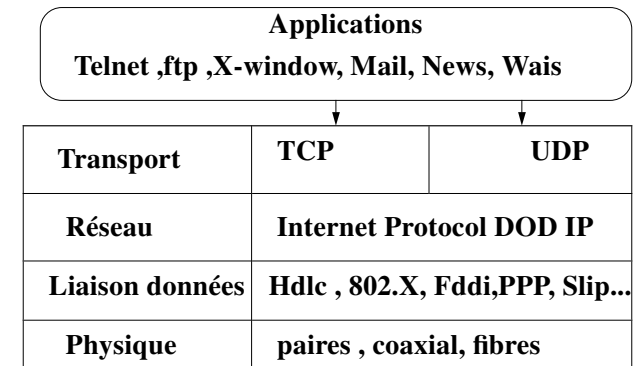 Applications
Telnet ,ftp ,X-window, Mail, News, Wais
Transport TCP UDP
Réseau Internet Protocol DOD IP
Liaison données Hdlc , 802.X, Fddi,PPP, Slip...
Physique paires , coaxial, fibres